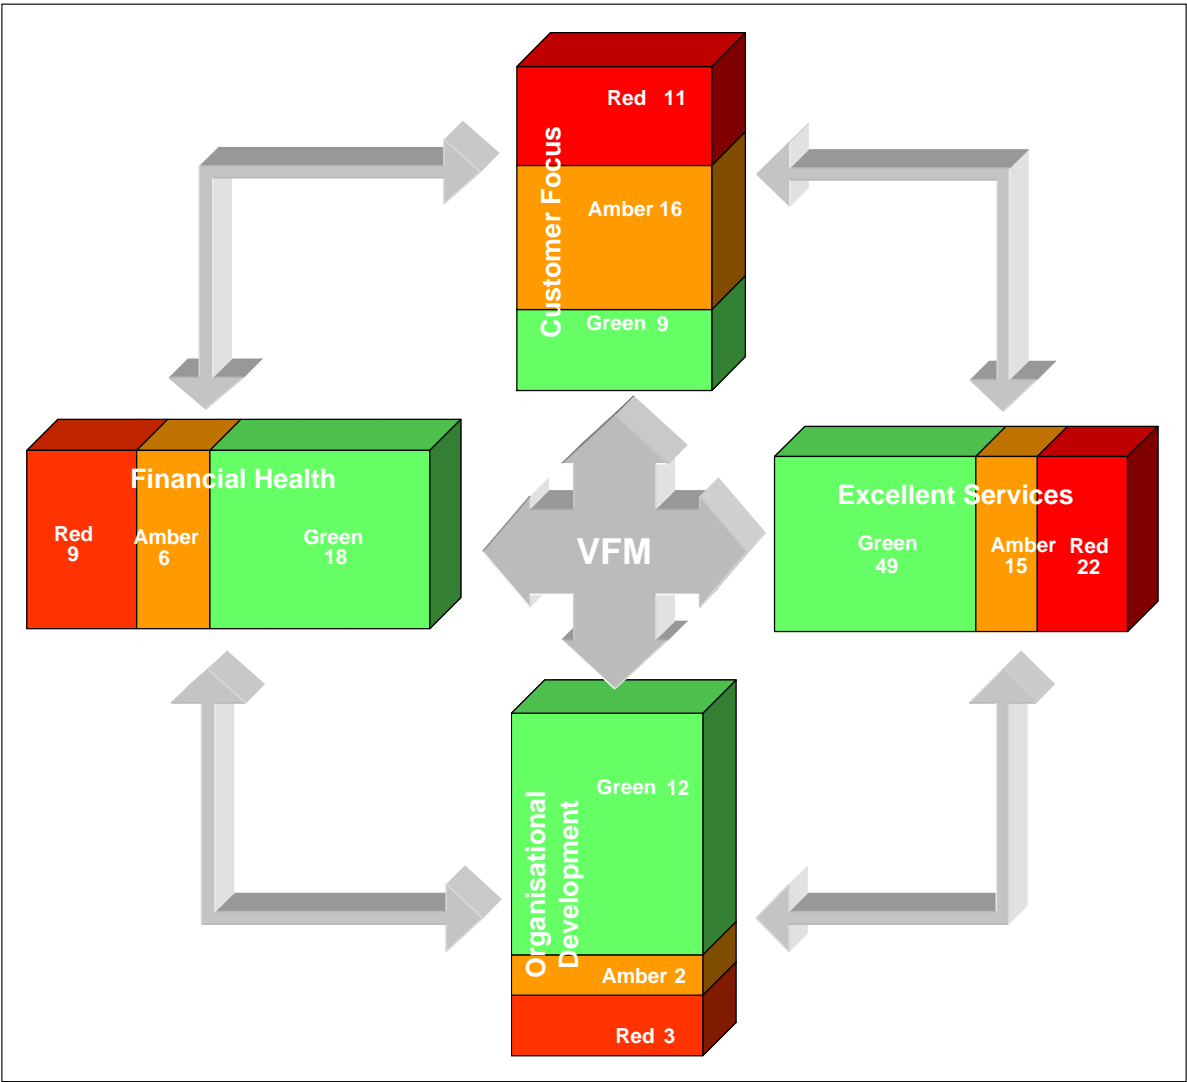 Red 11
Customer Focus
Amber 16
Green 9
Financial Health
Red
9
Amber
6
Green
18
VFM
Excellent Services
Green
49
Amber
15
Red
22
Green 12
Organisational
Development
Amber 2
Red 3